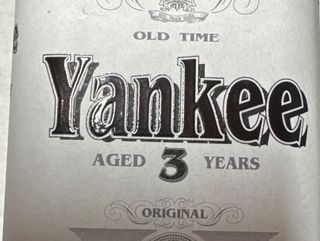 OLD TIME
Yankee
AGED 3 YEARS
ORIGINAL